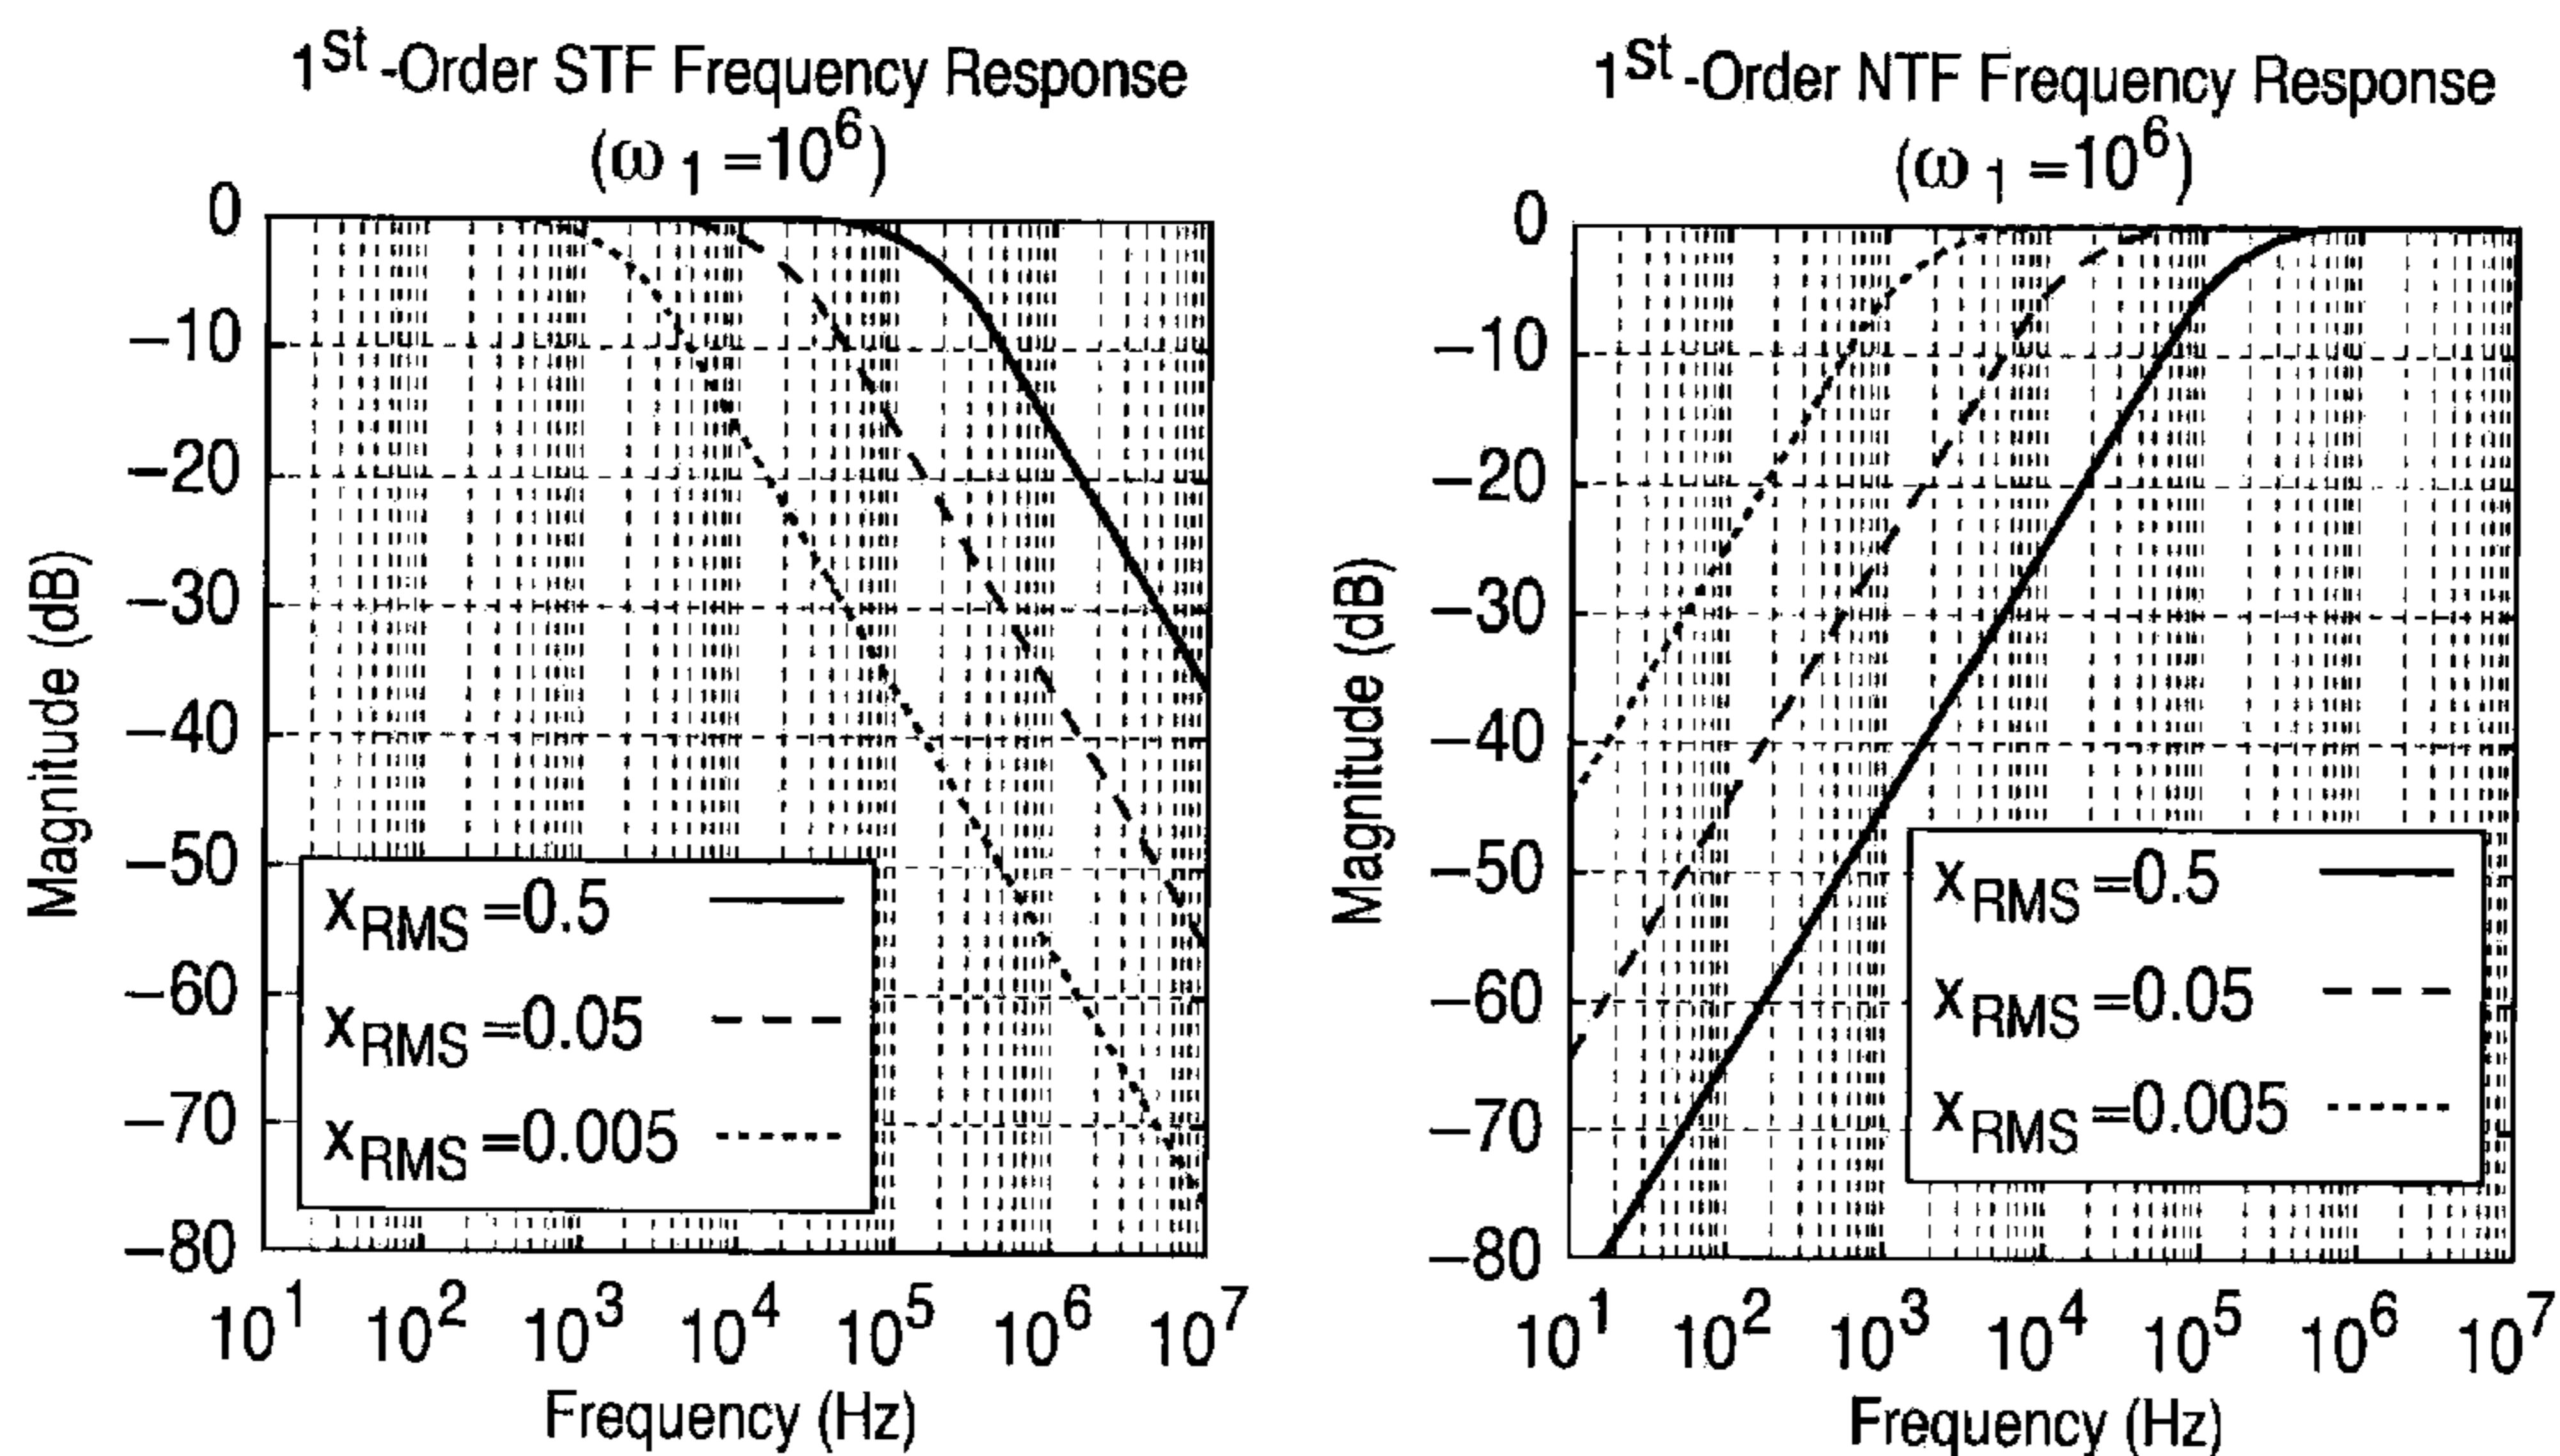 1St -Order STF Frequency Response
(ω 1 =10^6)
0
−10
−20
−30
−40
−50
−60
−70
−80
Magnitude (dB)
xRMS =0.5
xRMS =0.05
xRMS =0.005
10^1 10^2 10^3 10^4 10^5 10^6 10^7
Frequency (Hz)
1St -Order NTF Frequency Response
(ω 1 =10^6)
0
−10
−20
−30
−40
−50
−60
−70
−80
Magnitude (dB)
xRMS =0.5
xRMS =0.05
xRMS =0.005
10^1 10^2 10^3 10^4 10^5 10^6 10^7
Frequency (Hz)